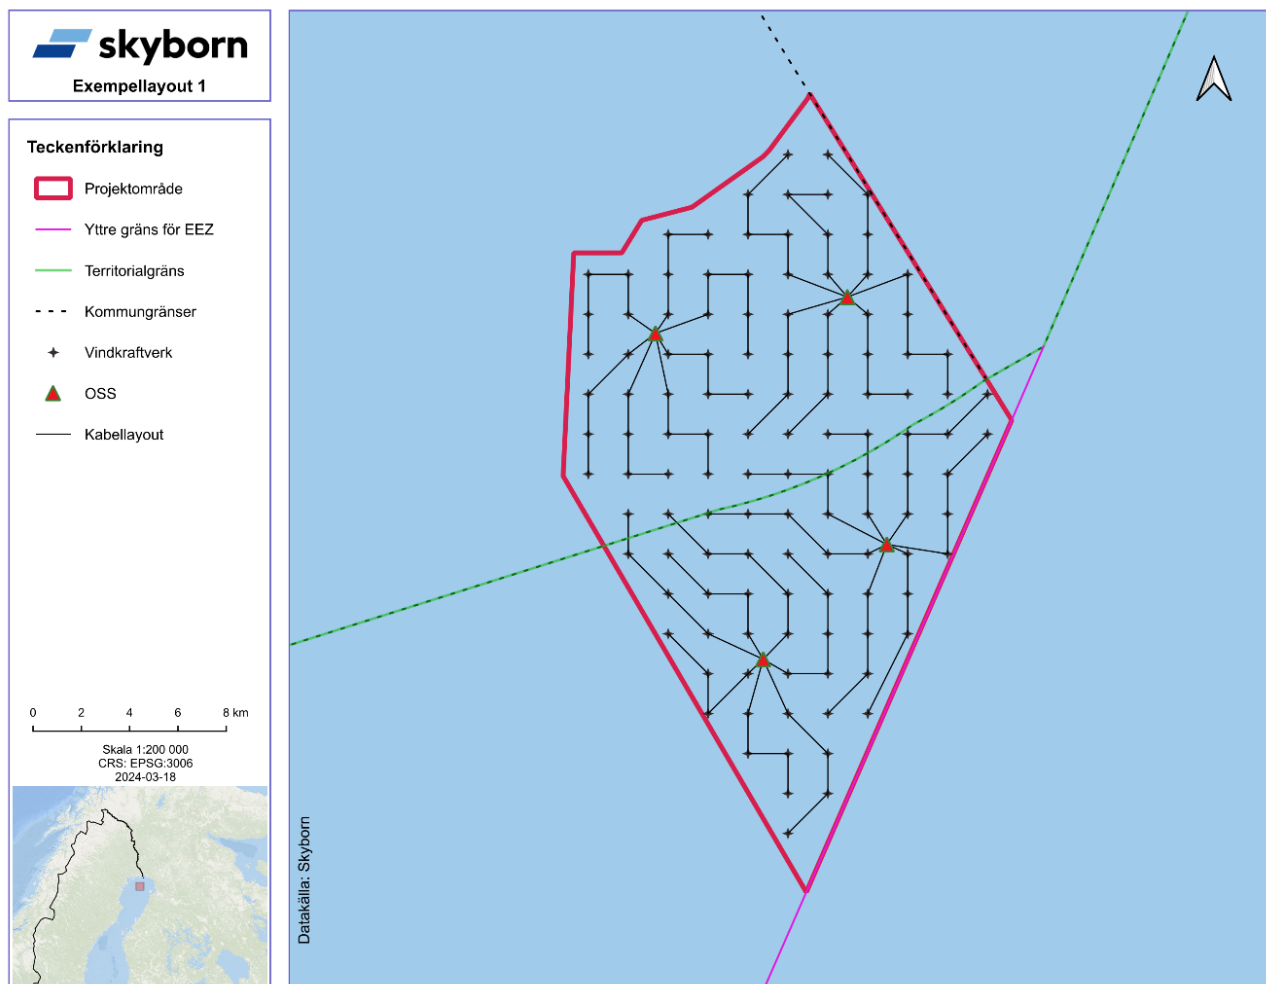 skyborn
Exempellayout 1
Teckenförklaring
Projektområde
Yttre gräns för EEZ
Territorialgräns
Kommungränser
Vindkraftverk
OSS
Kabellayout
0 2 4 6 8 km
Skala 1:200 000
CRS: EPSG:3006
2024-03-18
Datakälla: Skyborn